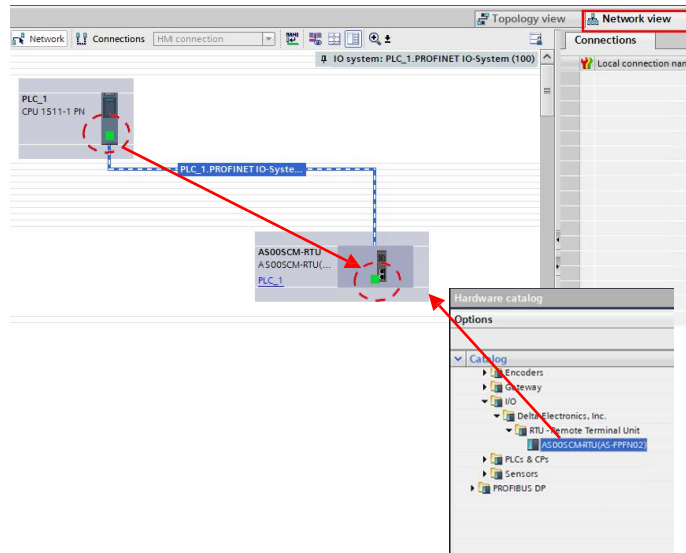 Topology view
Network view
Network
Connections
HMI connection
Connections
IO system: PLC_1.PROFINET IO-System (100)
Local connection nam
PLC_1
CPU 1511-1 PN
PLC_1.PROFINET IO-Syste...
AS00SCM-RTU
AS00SCM-RTU(...
PLC_1
Hardware catalog
Options
Catalog
Encoders
Gateway
I/O
Delta Electronics, Inc.
RTU - Remote Terminal Unit
AS00SCM-RTU(AS-FPFN02)
PLCs & CPs
Sensors
PROFIBUS DP